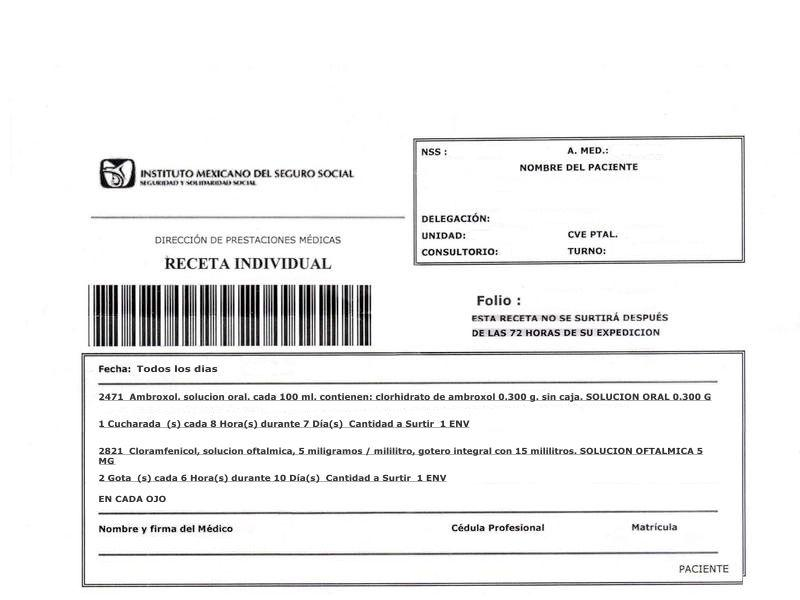 INSTITUTO MEXICANO DEL SEGURO SOCIAL
SEGURIDAD Y SOLIDARIDAD SOCIAL
DIRECCIÓN DE PRESTACIONES MÉDICAS
RECETA INDIVIDUAL
NSS : A. MED.:
NOMBRE DEL PACIENTE
DELEGACIÓN:
UNIDAD: CVE PTAL.
CONSULTORIO: TURNO:
Folio :
ESTA RECETA NO SE SURTIRÁ DESPUÉS
DE LAS 72 HORAS DE SU EXPEDICION
Fecha: Todos los dias
2471 Ambroxol. solucion oral. cada 100 ml. contienen: clorhidrato de ambroxol 0.300 g. sin caja. SOLUCION ORAL 0.300 G
1 Cucharada (s) cada 8 Hora(s) durante 7 Día(s) Cantidad a Surtir 1 ENV
2821 Cloramfenicol, solucion oftalmica, 5 miligramos / mililitro, gotero integral con 15 mililitros. SOLUCION OFTALMICA 5
MG
2 Gota (s) cada 6 Hora(s) durante 10 Día(s) Cantidad a Surtir 1 ENV
EN CADA OJO
Nombre y firma del Médico Cédula Profesional Matrícula
PACIENTE